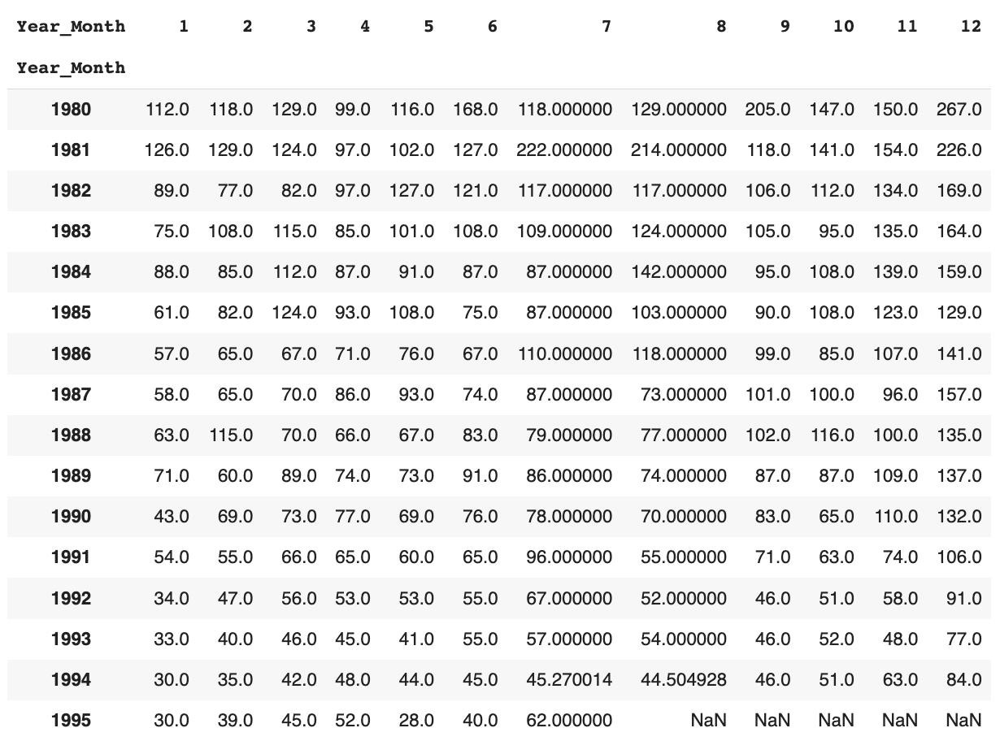 Year_Month 1 2 3 4 5 6 7 8 9 10 11 12
Year_Month
1980 112.0 118.0 129.0 99.0 116.0 168.0 118.000000 129.000000 205.0 147.0 150.0 267.0
1981 126.0 129.0 124.0 97.0 102.0 127.0 222.000000 214.000000 118.0 141.0 154.0 226.0
1982 89.0 77.0 82.0 97.0 127.0 121.0 117.000000 117.000000 106.0 112.0 134.0 169.0
1983 75.0 108.0 115.0 85.0 101.0 108.0 109.000000 124.000000 105.0 95.0 135.0 164.0
1984 88.0 85.0 112.0 87.0 91.0 87.0 87.000000 142.000000 95.0 108.0 139.0 159.0
1985 61.0 82.0 124.0 93.0 108.0 75.0 87.000000 103.000000 90.0 108.0 123.0 129.0
1986 57.0 65.0 67.0 71.0 76.0 67.0 110.000000 118.000000 99.0 85.0 107.0 141.0
1987 58.0 65.0 70.0 86.0 93.0 74.0 87.000000 73.000000 101.0 100.0 96.0 157.0
1988 63.0 115.0 70.0 66.0 67.0 83.0 79.000000 77.000000 102.0 116.0 100.0 135.0
1989 71.0 60.0 89.0 74.0 73.0 91.0 86.000000 74.000000 87.0 87.0 109.0 137.0
1990 43.0 69.0 73.0 77.0 69.0 76.0 78.000000 70.000000 83.0 65.0 110.0 132.0
1991 54.0 55.0 66.0 65.0 60.0 65.0 96.000000 55.000000 71.0 63.0 74.0 106.0
1992 34.0 47.0 56.0 53.0 53.0 55.0 67.000000 52.000000 46.0 51.0 58.0 91.0
1993 33.0 40.0 46.0 45.0 41.0 55.0 57.000000 54.000000 46.0 52.0 48.0 77.0
1994 30.0 35.0 42.0 48.0 44.0 45.0 45.270014 44.504928 46.0 51.0 63.0 84.0
1995 30.0 39.0 45.0 52.0 28.0 40.0 62.000000 NaN NaN NaN NaN NaN